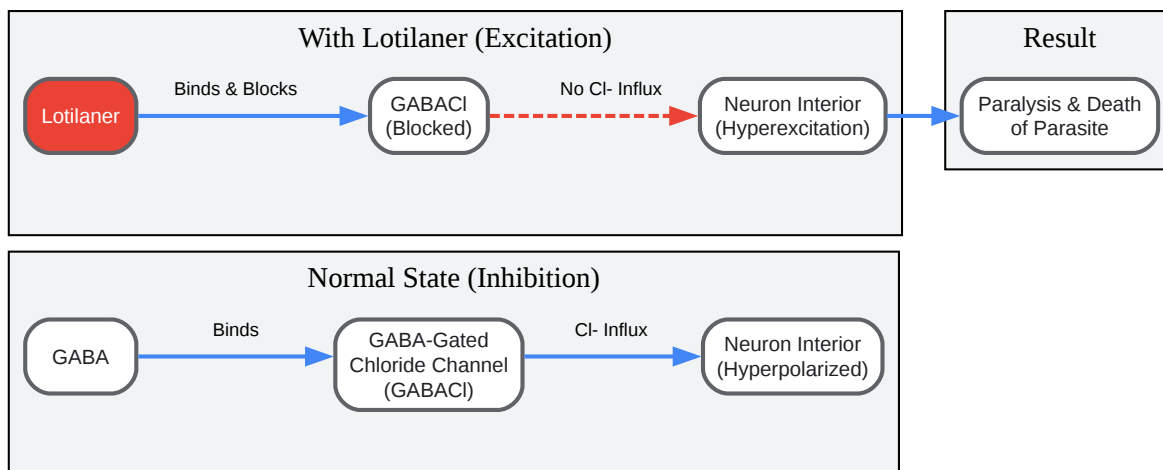 With Lotilaner (Excitation)
Lotilaner
Binds & Blocks
GABACl
(Blocked)
No Cl- Influx
Neuron Interior
(Hyperexcitation)
Result
Paralysis & Death
of Parasite
Normal State (Inhibition)
GABA
Binds
GABA-Gated
Chloride Channel
(GABACl)
Cl- Influx
Neuron Interior
(Hyperpolarized)